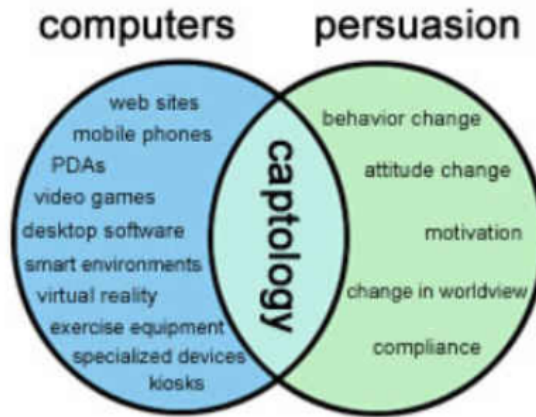 computers
persuasion
web sites
mobile phones
PDAs
video games
desktop software
smart environments
virtual reality
exercise equipment
specialized devices
kiosks
captology
behavior change
attitude change
motivation
change in worldview
compliance